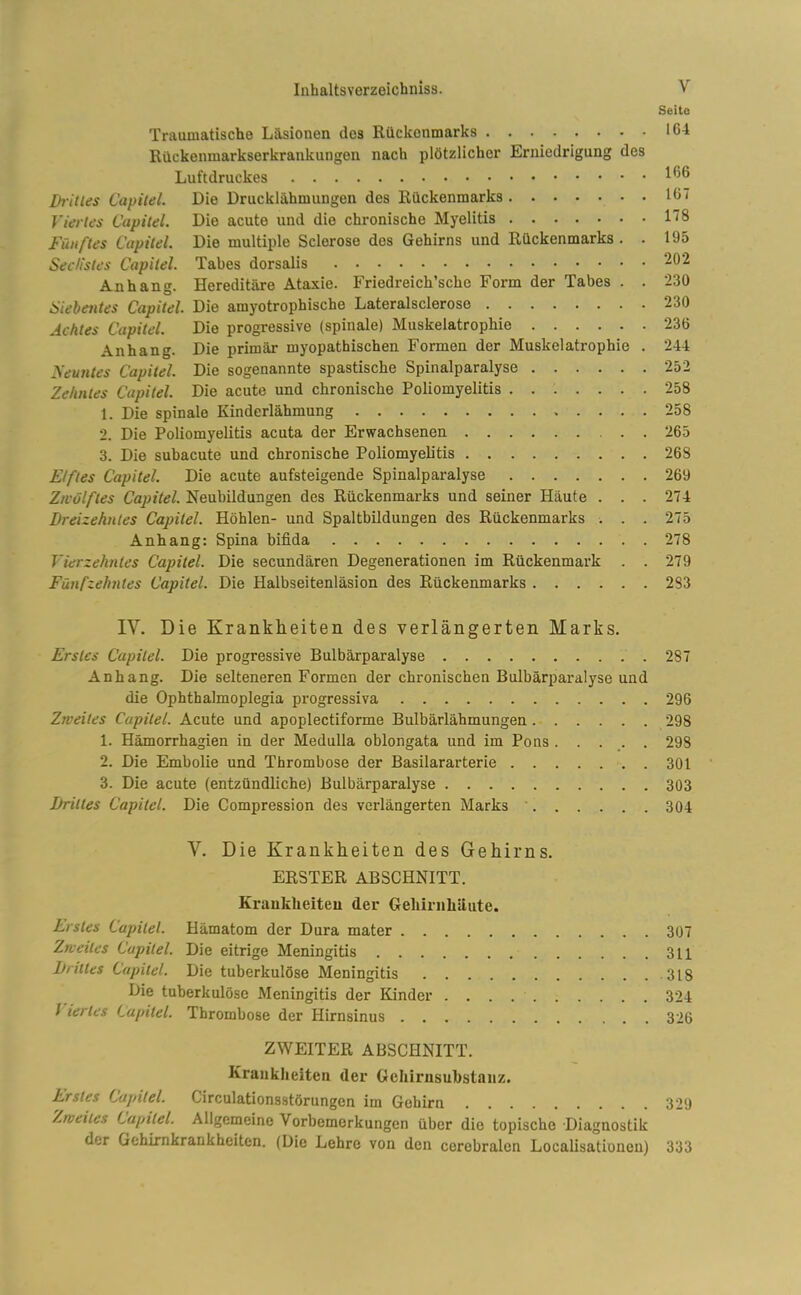 Inhaltsverzeichniss. V
Seite
Traumatische Läsionen des Rückenmarks . . . . . . . . 164
Rückenmarkserkrankungen nach plötzlicher Erniedrigung des
Luftdruckes . . . . . . . . . . . . . . . . . 166
Drittes Capitel. Die Drucklähmungen des Rückenmarks . . . . . . . 167
Viertes Capitel. Die acute und die chronische Myelitis . . . . . . . 178
Fünftes Capitel. Die multiple Sclerose des Gehirns und Rückenmarks . . 195
Sechstes Capitel. Tabes dorsalis . . . . . . . . . . . . . . . 202
Anhang. Hereditäre Ataxie. Friedreich'sche Form der Tabes . . 230
Siebentes Capitel. Die amyotrophische Lateralsclerose . . . . . . . . 230
Achtes Capitel. Die progressive (spinale) Muskelatrophie . . . . . . 236
Anhang. Die primär myopathischen Formen der Muskelatrophie . 244
Neuntes Capitel. Die sogenannte spastische Spinalparalyse . . . . . . 252
Zehntes Capitel. Die acute und chronische Poliomyelitis . . . . . . . 258
1. Die spinale Kinderlähmung . . . . . . . . . . . . . . 258
2. Die Poliomyelitis acuta der Erwachsenen . . . . . . . . . . 265
3. Die subacute und chronische Poliomyelitis . . . . . . . . . 268
Elftes Capitel. Die acute aufsteigende Spinalparalyse . . . . . . . 269
Zwölftes Capitel. Neubildungen des Rückenmarks und seiner Häute . . . 274
Dreizehntes Capitel. Höhlen- und Spaltbildungen des Rückenmarks . . . 275
Anhang: Spina bifida . . . . . . . . . . . . . . . 278
Vierzehntes Capitel. Die secundären Degenerationen im Rückenmark . . 279
Fünfzehntes Capitel. Die Halbseitenläsion des Rückenmarks . . . . . . 283
IV. Die Krankheiten des verlängerten Marks.
Erstes Capitel. Die progressive Bulbärparalyse . . . . . . . . . . 287
Anhang. Die selteneren Formen der chronischen Bulbärparalyse und
die Ophthalmoplegia progressiva . . . . . . . . . . . . 296
Zweites Capitel. Acute und apoplectiforme Bulbärlähmungen . . . . . . 298
1. Hämorrhagien in der Medulla oblongata und im Pons . . . . . 298
2. Die Embolie und Thrombose der Basilararterie . . . . . . . 301
3. Die acute (entzündliche) Bulbärparalyse . . . . . . . . . . 303
Drittes Capitel. Die Compression des verlängerten Marks . . . . . . 304
V. Die Krankheiten des Gehirns.
ERSTER ABSCHNITT.
Krankheiten der Gehirnhäute.
Erstes Capitel. Hämatom der Dura mater . . . . . . . . . . . . 307
Zweites Capitel. Die eitrige Meningitis . . . . . . . . . . . . . 311
Drittes Capitel. Die tuberkulöse Meningitis . . . . . . . . . . . 318
Die tuberkulöse Meningitis der Kinder . . . . . . . . . . 324
Viertes Capitel. Thrombose der Hirnsinus . . . . . . . . . . . . 326
ZWEITER ABSCHNITT.
Krankheiten der Gehirnsubstanz.
Erstes Capitel. Circulationsstörungen im Gehirn . . . . . . . . . 329
Zweites Capitel. Allgemeine Vorbemerkungen über die topische Diagnostik
der Gehirnkrankheiten. (Die Lehre von den cerebralen Localisationen) 333